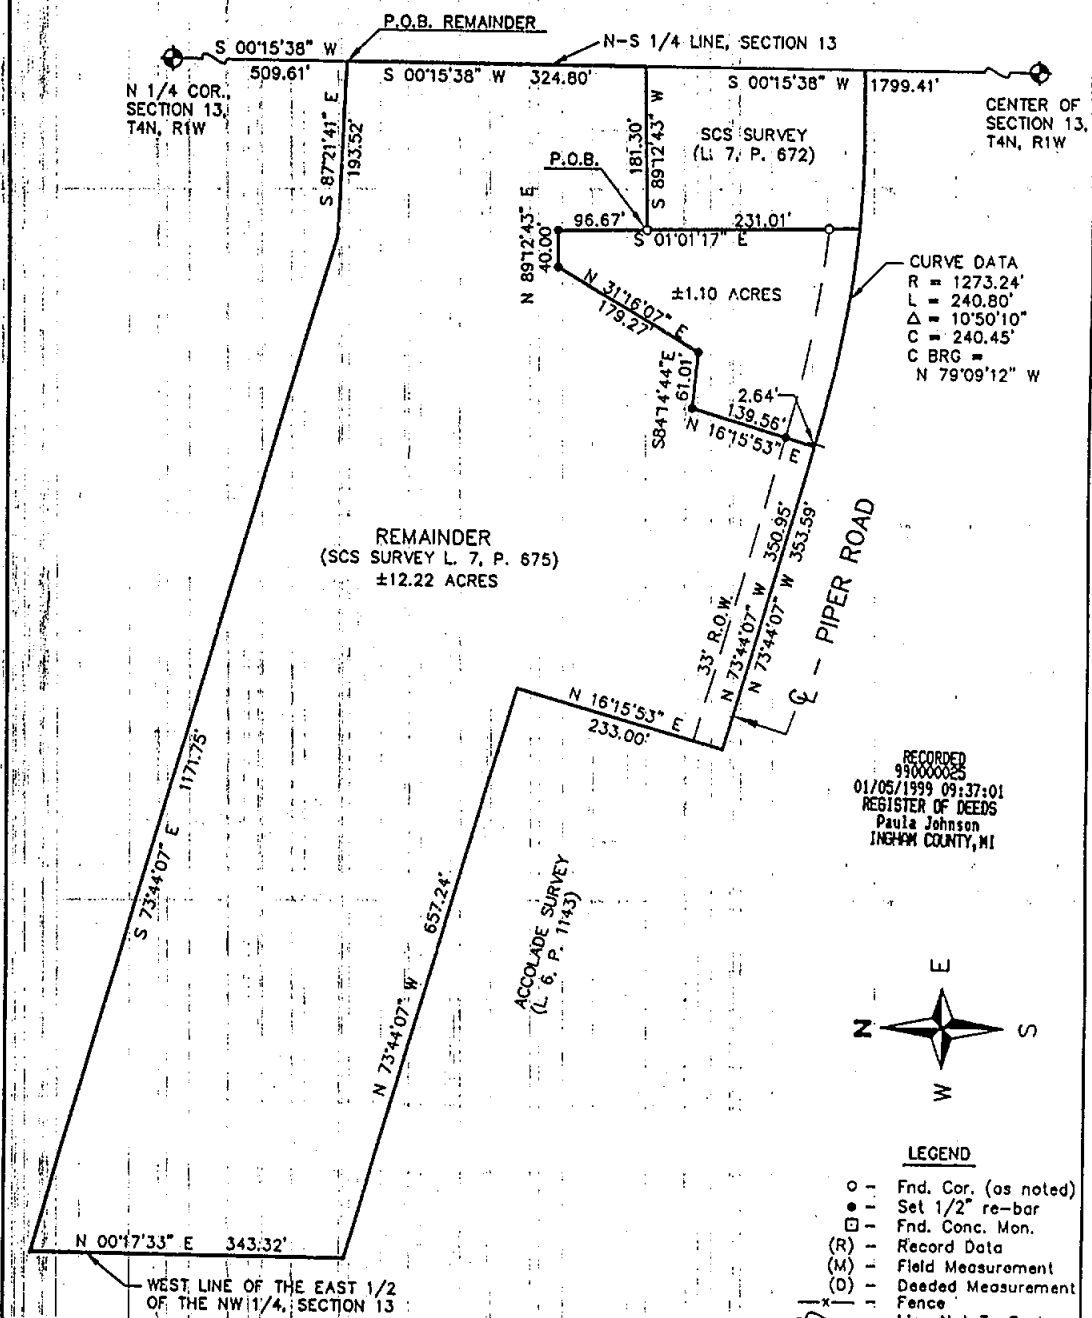 P.O.B. REMAINDER
S 00°15'38" W
509.61'
N-S 1/4 LINE, SECTION 13
S 00°15'38" W 324.80'
S 00°15'38" W
1799.41'
N 1/4 COR.,
SECTION 13,
T4N, R1W
CENTER OF
SECTION 13,
T4N, R1W
S 87°21'41" E
193.52'
181.30'
S 89°12'43" W
SCS SURVEY
(L. 7, P. 672)
P.O.B.
N 89°12'43" E
40.00'
96.67'
231.01'
S 01°01'17" E
N 31°16'07" E
179.27'
±1.10 ACRES
CURVE DATA
R = 1273.24'
L = 240.80'
Δ = 10°50'10"
C = 240.45'
C BRG =
N 79°09'12" W
S84°14'44"E
61.01'
2.64'
139.56'
N 16°15'53" E
REMAINDER
(SCS SURVEY L. 7, P. 675)
±12.22 ACRES
33' R.O.W.
N 73°44'07" W 350.95'
N 73°44'07" W 353.59'
℄ - PIPER ROAD
N 16°15'53" E
233.00'
S 73°44'07" E
1171.75'
N 73°44'07" W
657.24'
ACCOLADE SURVEY
(L. 6, P. 1143)
RECORDED
990000025
01/05/1999 09:37:01
REGISTER OF DEEDS
Paula Johnson
INGHAM COUNTY, MI
E
N
S
W
N 00°17'33" E 343.32'
WEST LINE OF THE EAST 1/2
OF THE NW 1/4, SECTION 13
LEGEND
○ - Fnd. Cor. (as noted)
● - Set 1/2" re-bar
⊡ - Fnd. Conc. Mon.
(R) - Record Data
(M) - Field Measurement
(D) - Deeded Measurement
—x— - Fence